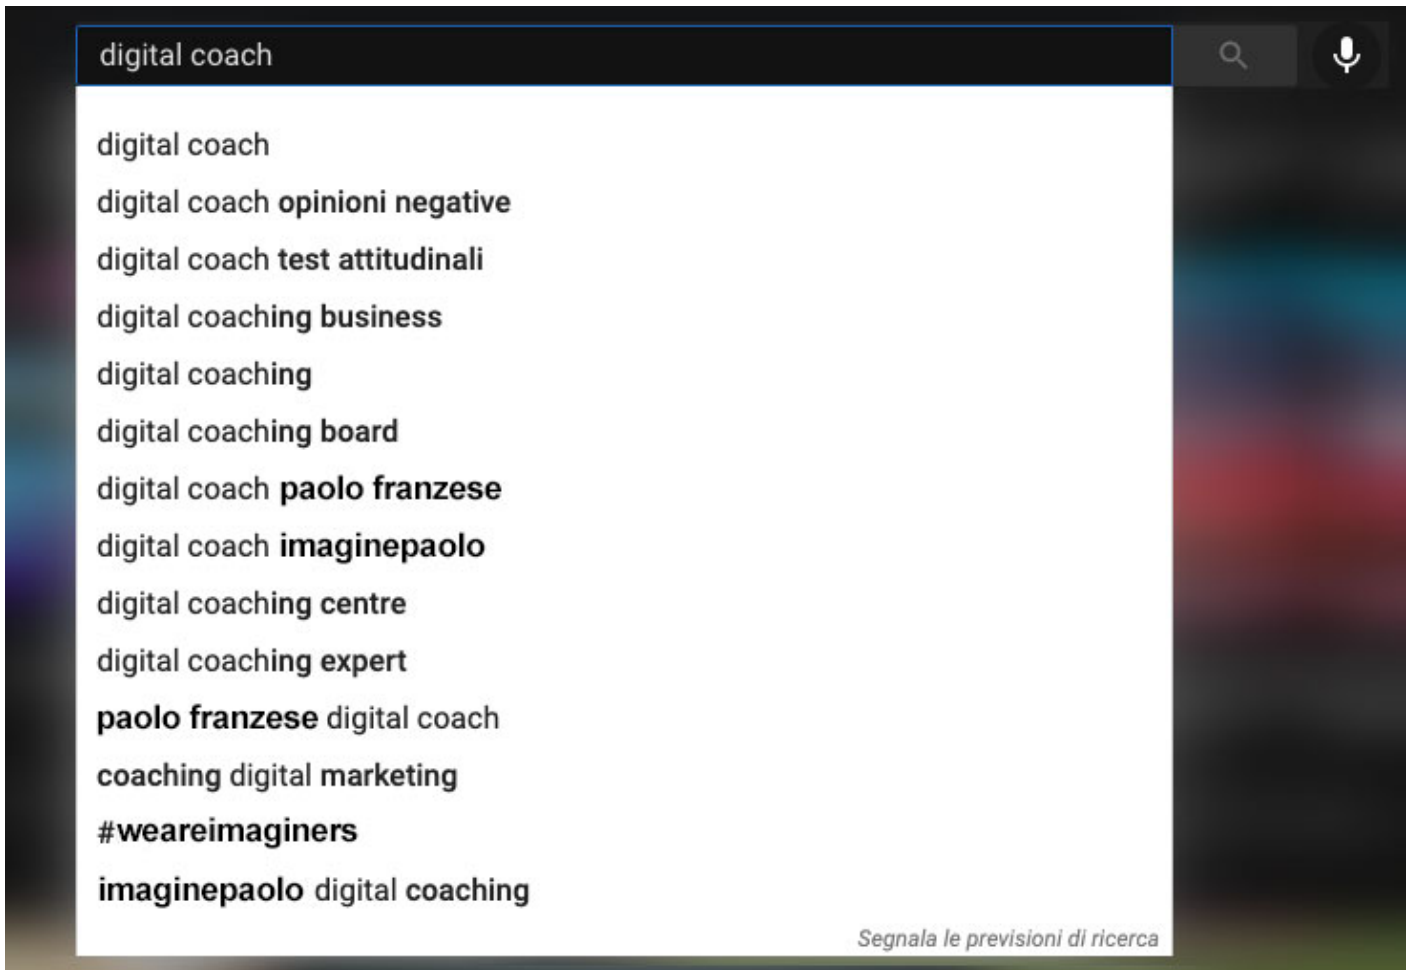 digital coach
digital coach
digital coach opinioni negative
digital coach test attitudinali
digital coaching business
digital coaching
digital coaching board
digital coach paolo franzese
digital coach imaginepaolo
digital coaching centre
digital coaching expert
paolo franzese digital coach
coaching digital marketing
#weareimaginers
imaginepaolo digital coaching
Segnala le previsioni di ricerca